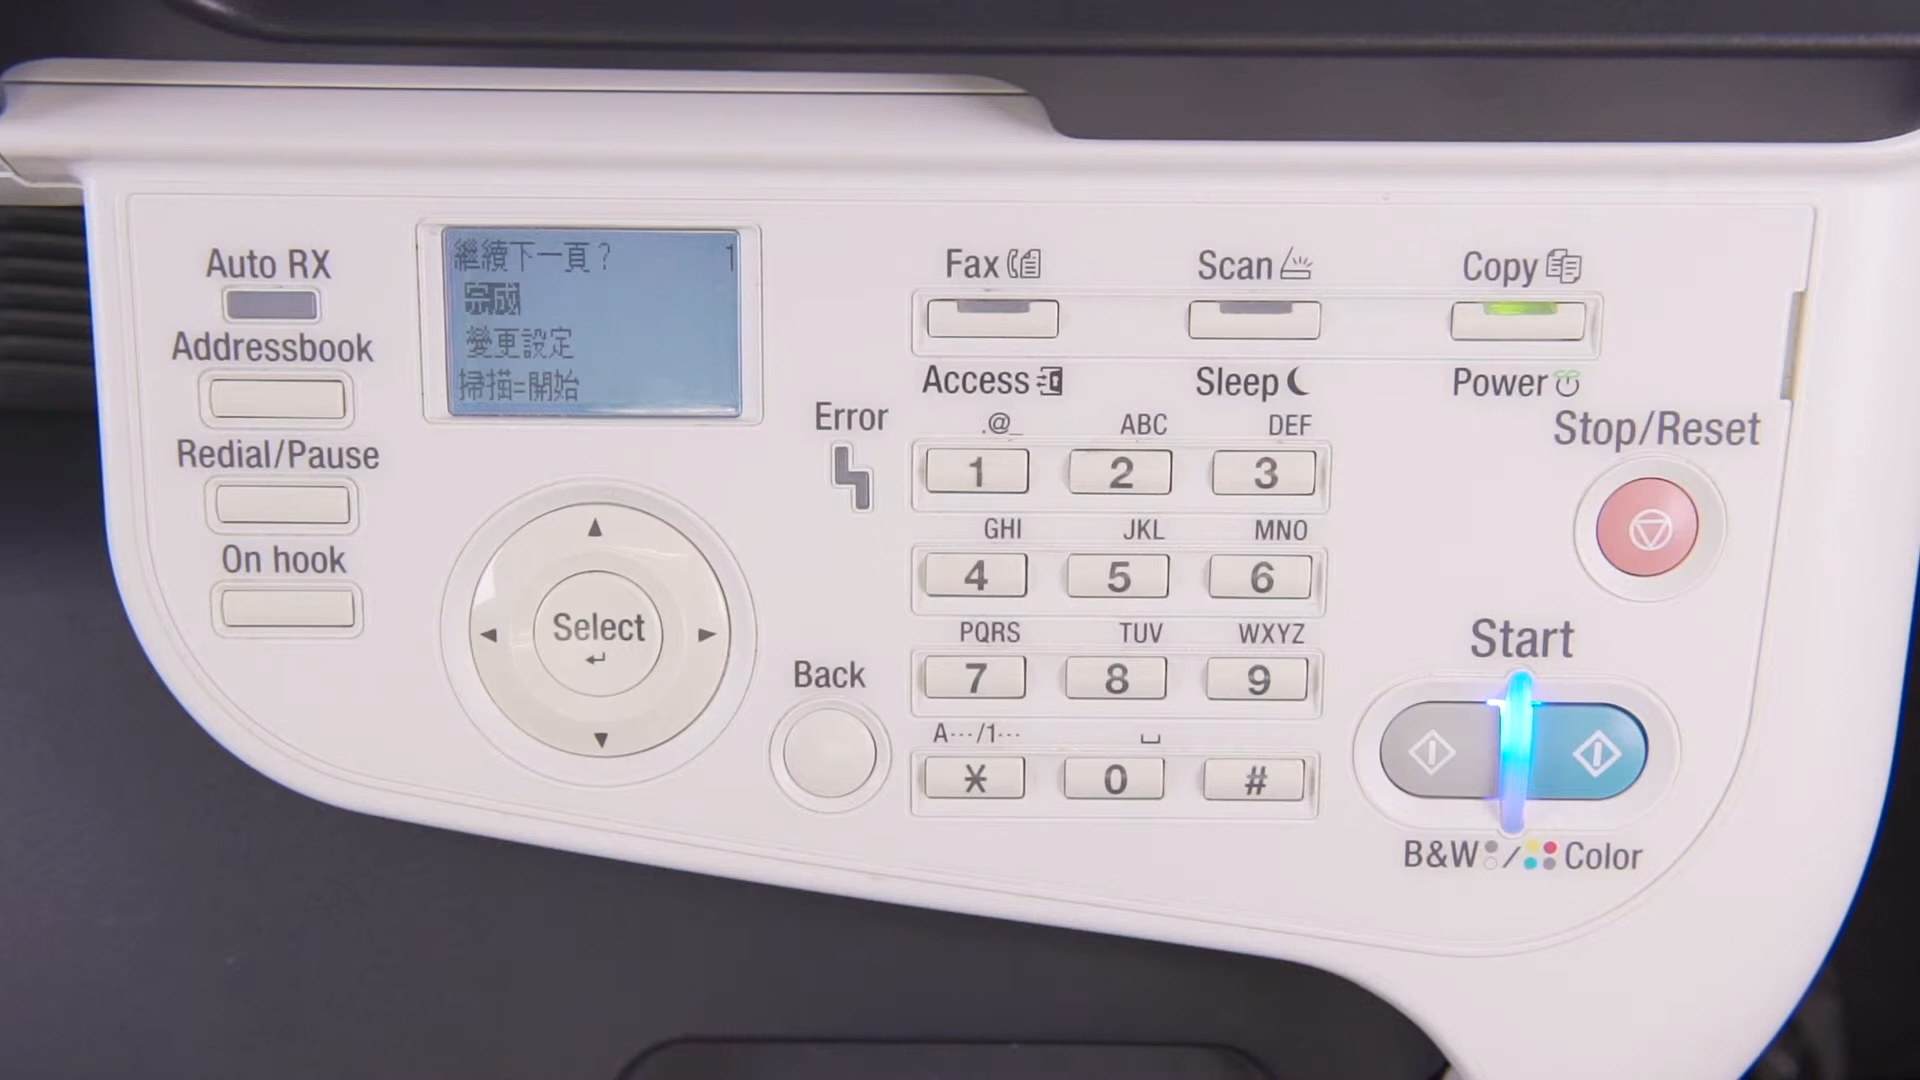 Auto RX
Addressbook
Redial/Pause
On hook
繼續下一頁？ 1
完成
變更設定
掃描=開始
Select
Back
Error
Fax
Scan
Copy
Access
Sleep
Power
.@_ ABC DEF
1 2 3
GHI JKL MNO
4 5 6
PQRS TUV WXYZ
7 8 9
A···/1··· ␣
* 0 #
Stop/Reset
Start
B&W / Color